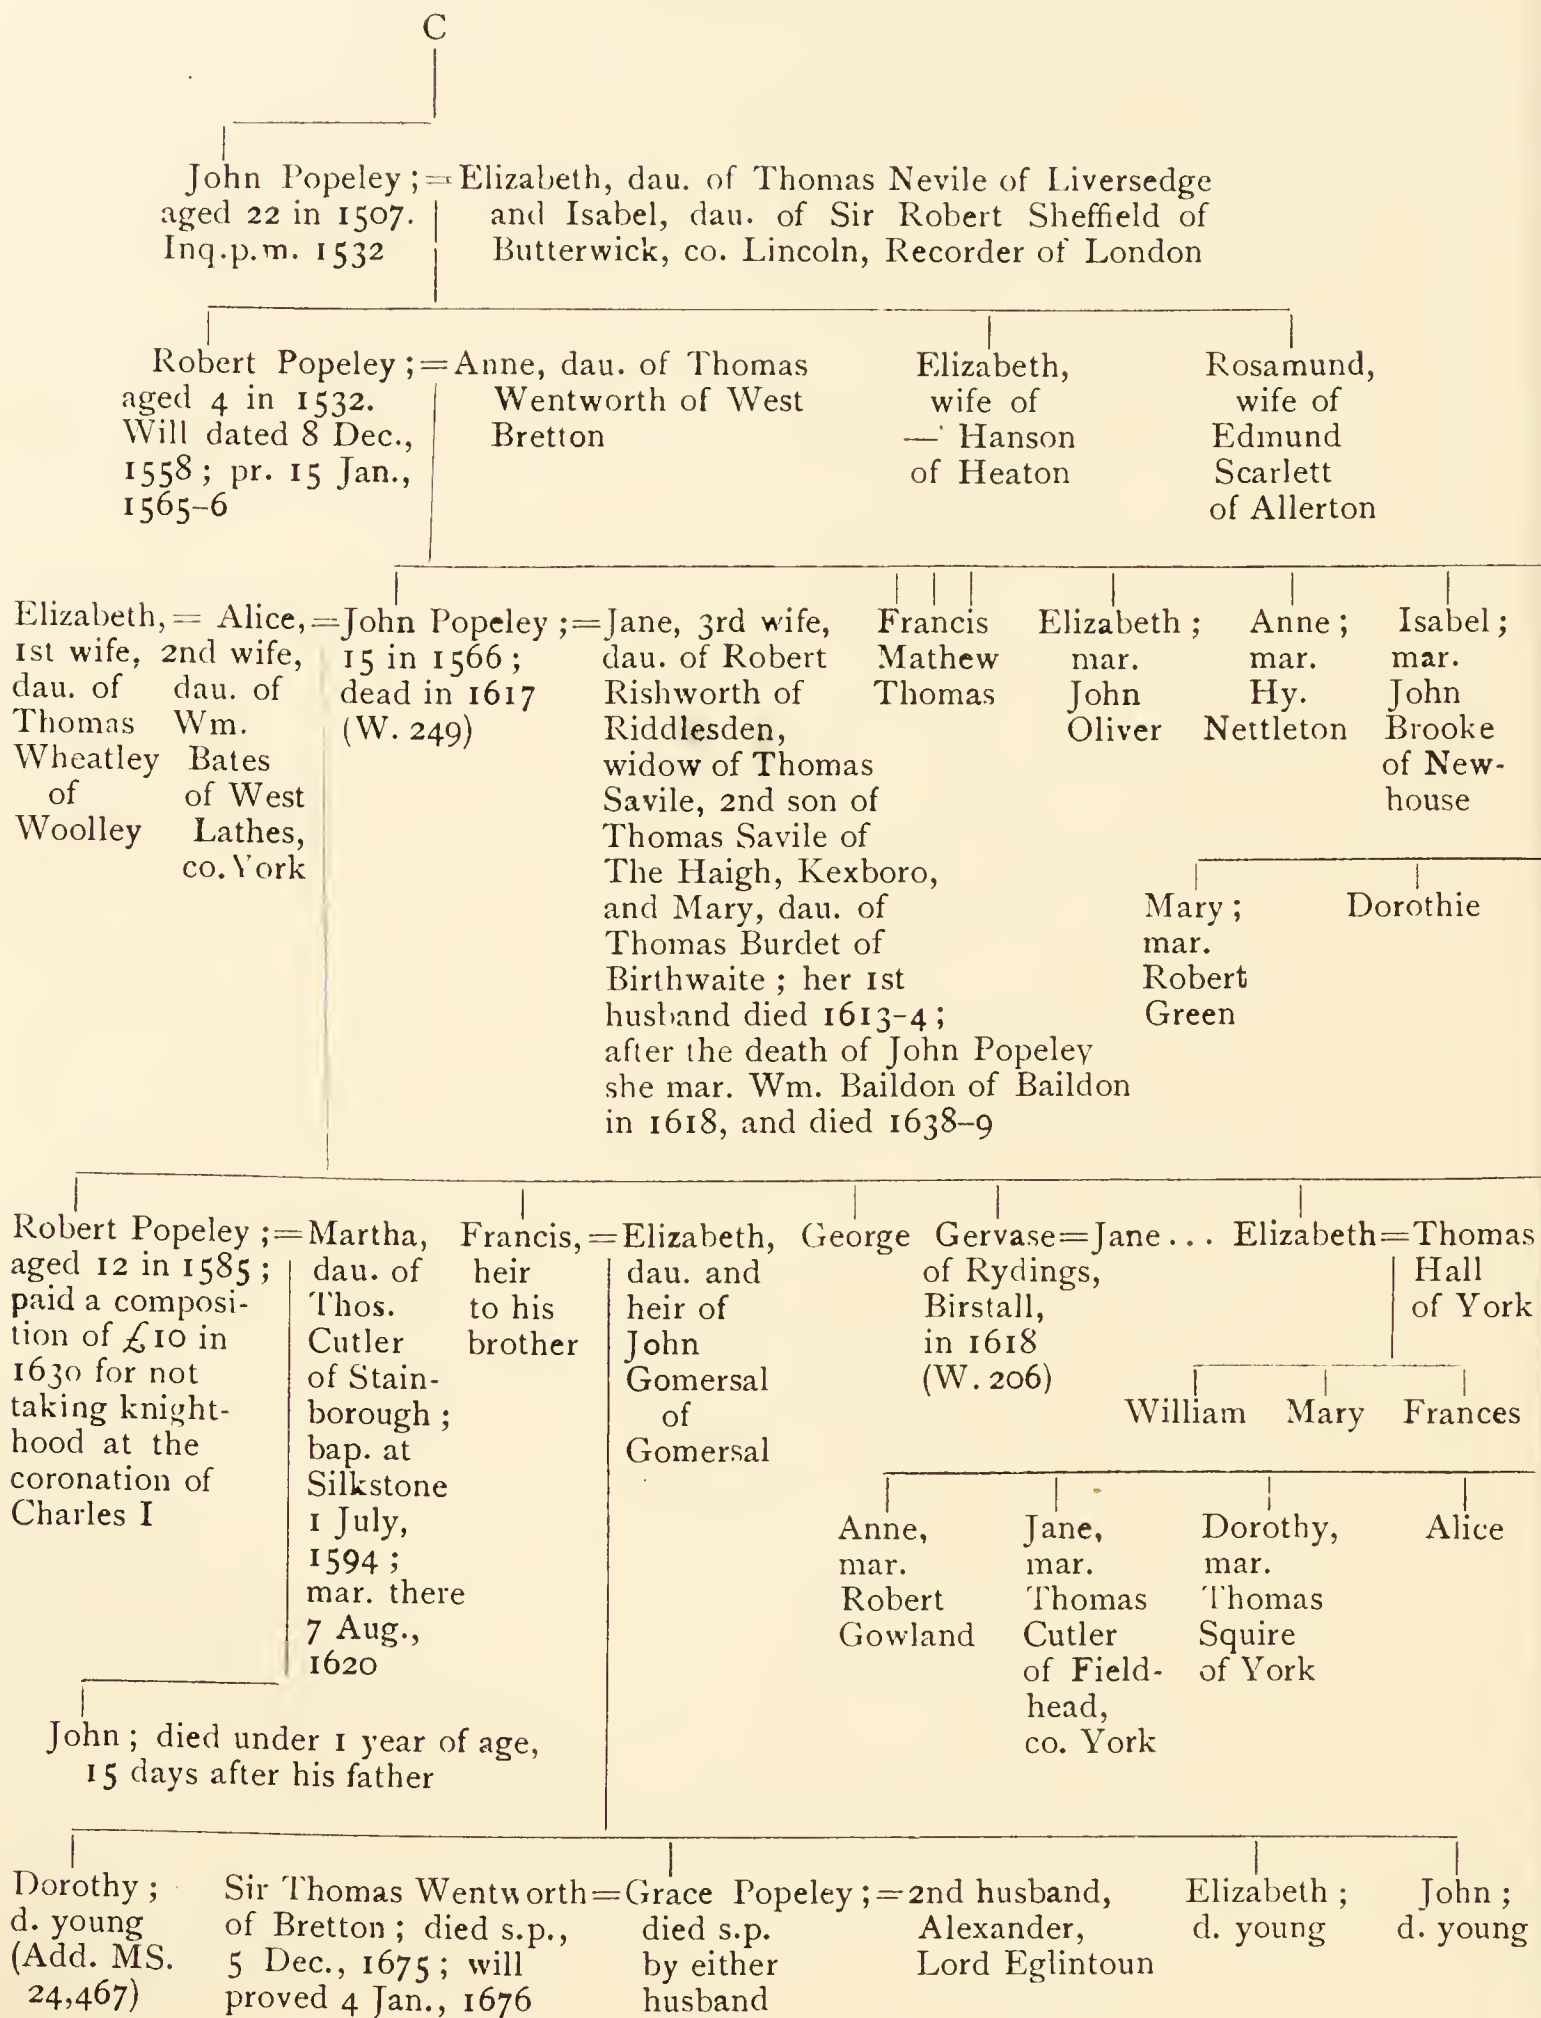 C
John Popeley ; = Elizabeth, dau. of Thomas Nevile of Liversedge
aged 22 in 1507.
Inq.p.m. 1532
and Isabel, dau. of Sir Robert Sheffield of
Butterwick, co. Lincoln, Recorder of London
Robert Popeley ; = Anne, dau. of Thomas
aged 4 in 1532.
Will dated 8 Dec.,
1558 ; pr. 15 Jan.,
1565–6
Wentworth of West
Bretton
Elizabeth,
wife of
— Hanson
of Heaton
Rosamund,
wife of
Edmund
Scarlett
of Allerton
Elizabeth, =
1st wife,
dau. of
Thomas
Wheatley
of
Woolley
Alice, =
2nd wife,
dau. of
Wm.
Bates
of West
Lathes,
co. York
John Popeley ; =
15 in 1566 ;
dead in 1617
(W. 249)
Jane, 3rd wife,
dau. of Robert
Rishworth of
Riddlesden,
widow of Thomas
Savile, 2nd son of
Thomas Savile of
The Haigh, Kexboro,
and Mary, dau. of
Thomas Burdet of
Birthwaite ; her 1st
husband died 1613–4 ;
after the death of John Popeley
she mar. Wm. Baildon of Baildon
in 1618, and died 1638–9
Francis
Mathew
Thomas
Elizabeth ;
mar.
John
Oliver
Anne ;
mar.
Hy.
Nettleton
Isabel ;
mar.
John
Brooke
of New-
house
Mary ;
mar.
Robert
Green
Dorothie
Robert Popeley ; =
aged 12 in 1585 ;
paid a composi-
tion of £10 in
1630 for not
taking knight-
hood at the
coronation of
Charles I
Martha,
dau. of
Thos.
Cutler
of Stain-
borough ;
bap. at
Silkstone
1 July,
1594 ;
mar. there
7 Aug.,
1620
Francis, =
heir
to his
brother
Elizabeth,
dau. and
heir of
John
Gomersal
of
Gomersal
George
Gervase = Jane . . .
of Rydings,
Birstall,
in 1618
(W. 206)
Elizabeth = Thomas
Hall
of York
William Mary Frances
Anne,
mar.
Robert
Gowland
Jane,
mar.
Thomas
Cutler
of Field-
head,
co. York
Dorothy,
mar.
Thomas
Squire
of York
Alice
John ; died under 1 year of age,
15 days after his father
Dorothy ;
d. young
(Add. MS.
24,467)
Sir Thomas Wentworth =
of Bretton ; died s.p.,
5 Dec., 1675 ; will
proved 4 Jan., 1676
Grace Popeley ; =
died s.p.
by either
husband
2nd husband,
Alexander,
Lord Eglintoun
Elizabeth ;
d. young
John ;
d. young